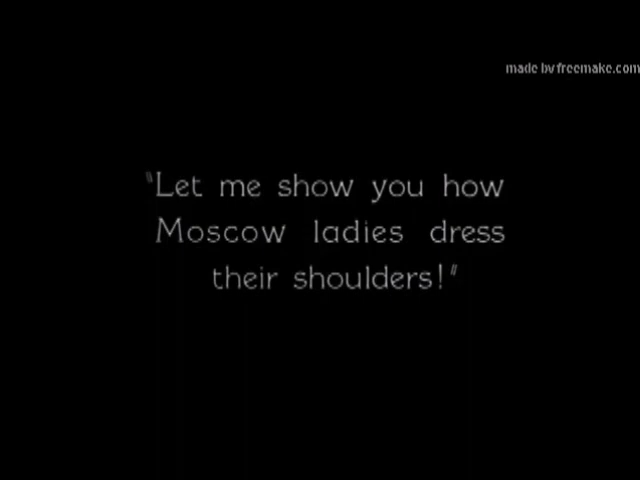 made by freemake.com
"Let me show you how
Moscow ladies dress
their shoulders!"